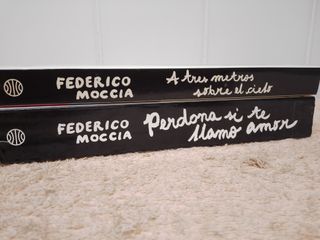 FEDERICO
MOCCIA
A tres metros
sobre el cielo
FEDERICO
MOCCIA
Perdona si te
llamo amor